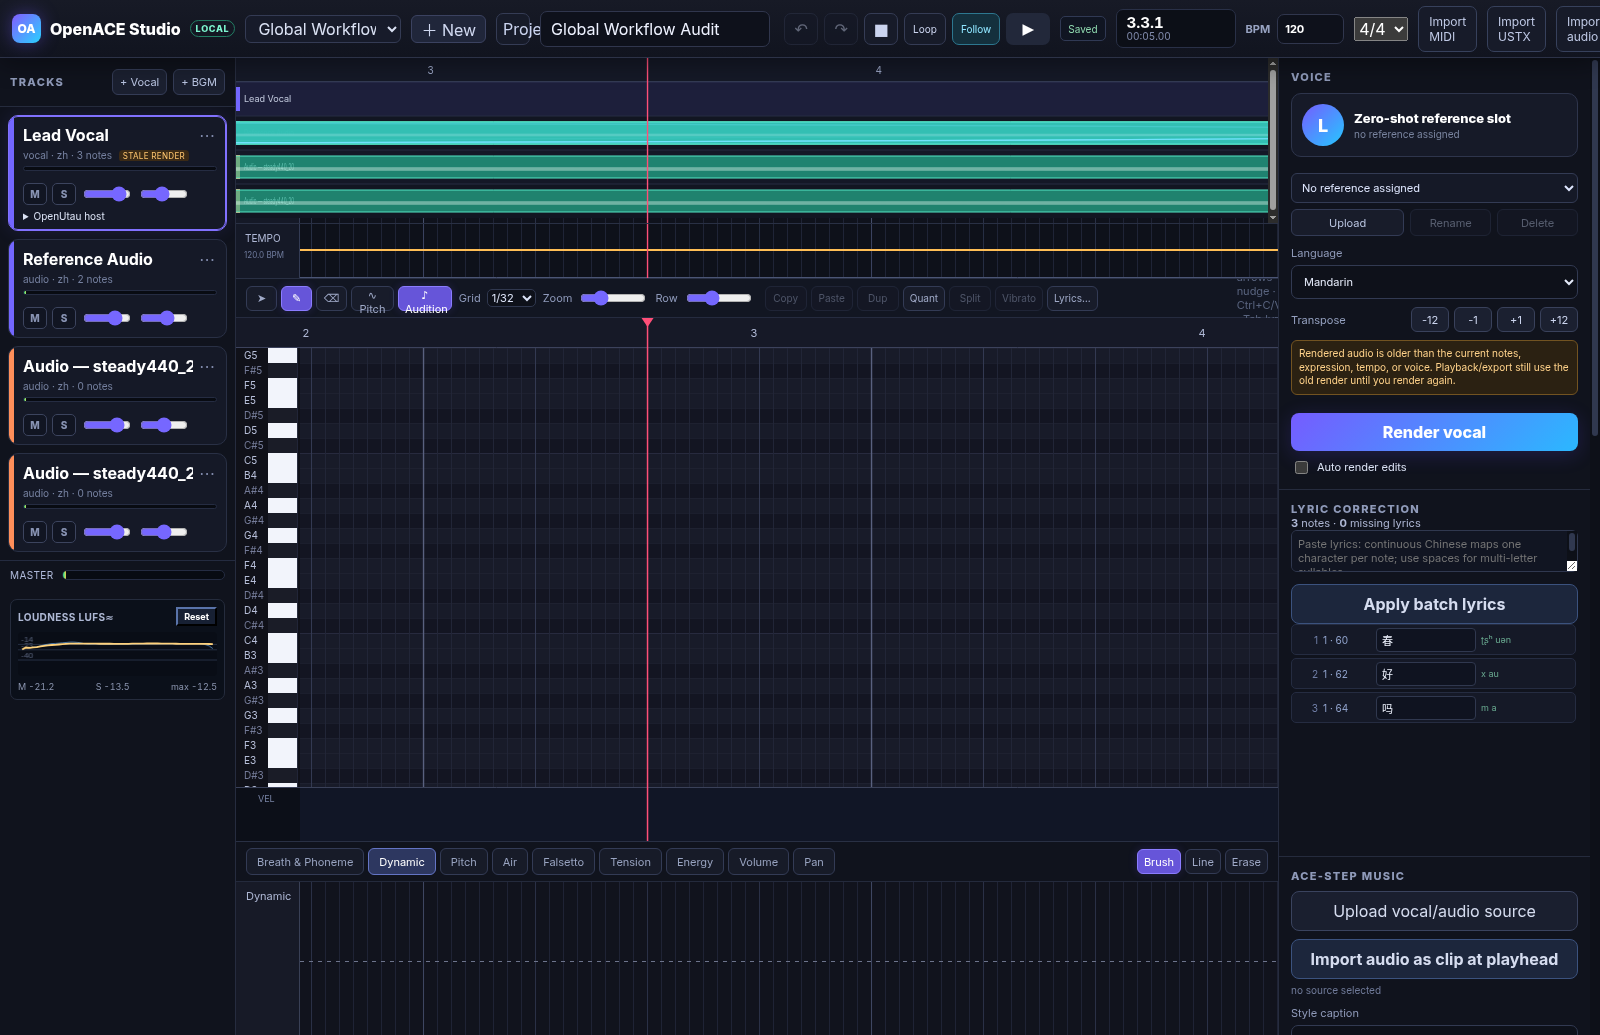 OA OpenACE Studio LOCAL Global Workflow + New Proje Global Workflow Audit Loop Follow Saved 3.3.1 00:05.00 BPM 120 4/4 Import MIDI Import USTX Impor audio
TRACKS + Vocal + BGM
Lead Vocal
vocal · zh · 3 notes STALE RENDER
M S
OpenUtau host
Reference Audio
audio · zh · 2 notes
M S
Audio — steady440_2
audio · zh · 0 notes
M S
Audio — steady440_2
audio · zh · 0 notes
M S
MASTER
LOUDNESS LUFS≈ Reset
-14
-40
M -21.2 S -13.5 max -12.5
3 4
Lead Vocal
TEMPO
120.0 BPM
Pitch Audition Grid 1/32 Zoom Row Copy Paste Dup Quant Split Vibrato Lyrics...
nudge ·
Ctrl+C/V
2 3 4
G5
F#5
F5
E5
D#5
D5
C#5
C5
B4
A#4
A4
G#4
G4
F#4
F4
E4
D#4
D4
C#4
C4
B3
A#3
A3
G#3
G3
F#3
F3
E3
D#3
VEL
Breath & Phoneme Dynamic Pitch Air Falsetto Tension Energy Volume Pan Brush Line Erase
Dynamic
VOICE
L Zero-shot reference slot
no reference assigned
No reference assigned
Upload Rename Delete
Language
Mandarin
Transpose -12 -1 +1 +12
Rendered audio is older than the current notes,
expression, tempo, or voice. Playback/export still use the
old render until you render again.
Render vocal
Auto render edits
LYRIC CORRECTION
3 notes · 0 missing lyrics
Paste lyrics: continuous Chinese maps one
character per note; use spaces for multi-letter
Apply batch lyrics
1 1 · 60 春 ʈʂʰ uən
2 1 · 62 好 x au
3 1 · 64 吗 m a
ACE-STEP MUSIC
Upload vocal/audio source
Import audio as clip at playhead
no source selected
Style caption